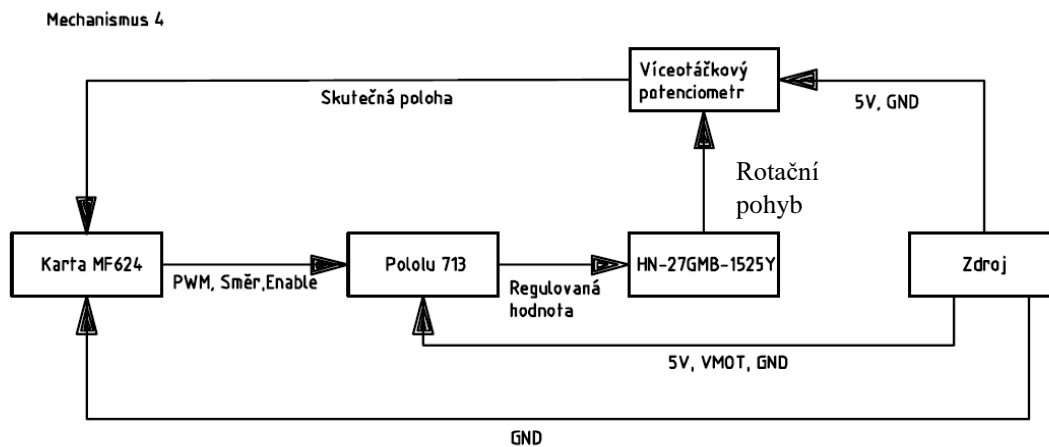 Mechanismus 4
Víceotáčkový
potenciometr
Skutečná poloha
5V, GND
Rotační
pohyb
Karta MF624
PWM, Směr,Enable
Pololu 713
Regulovaná
hodnota
HN-27GMB-1525Y
Zdroj
5V, VMOT, GND
GND